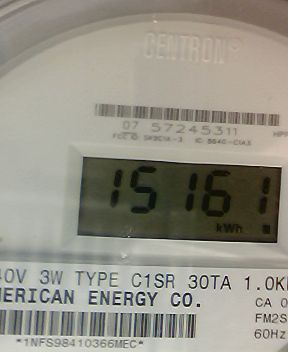 CENTRON®
07 57245311
15161
kWh
40V 3W TYPE C1SR 30TA 1.0K
MERICAN ENERGY CO.
CA 0
FM2S
60Hz
*1NFS98410366MEC*